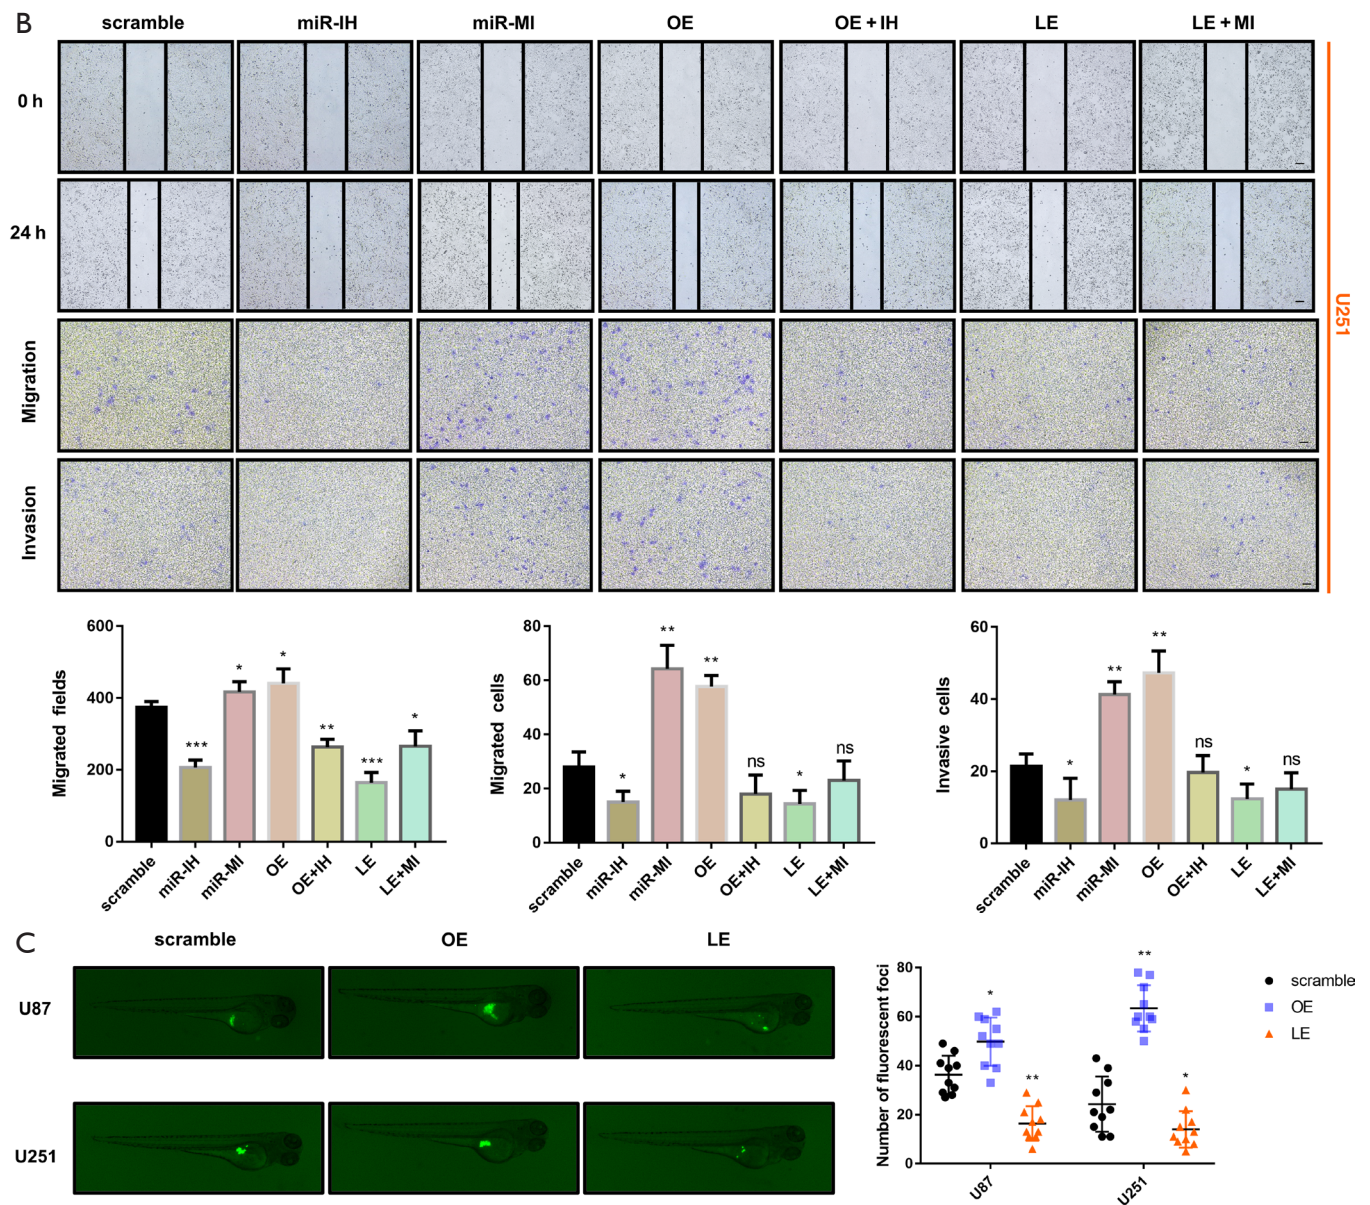 B
scramble miR-IH miR-MI OE OE + IH LE LE + MI
0 h
24 h
Migration
Invasion
U251
Migrated fields
600
400
200
0
*** * * ** *** *
scramble miR-IH miR-MI OE OE+IH LE LE+MI
Migrated cells
80
60
40
20
0
* ** ** ns * ns
scramble miR-IH miR-MI OE OE+IH LE LE+MI
Invasive cells
60
40
20
0
* ** ** ns * ns
scramble miR-IH miR-MI OE OE+IH LE LE+MI
C
scramble OE LE
U87
U251
Number of fluorescent foci
80
60
40
20
0
* ** ** *
U87 U251
scramble
OE
LE